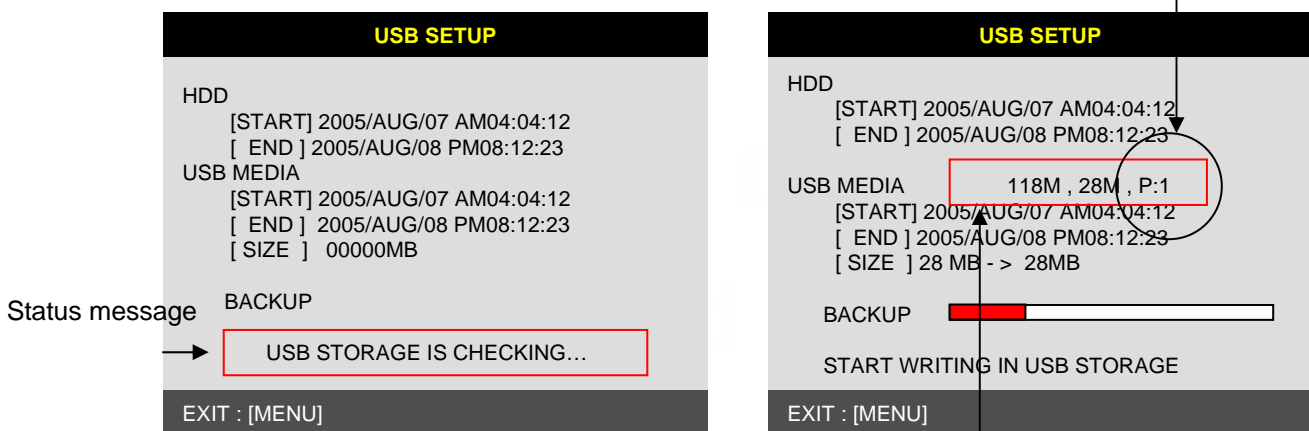 USB SETUP
HDD
[START] 2005/AUG/07 AM04:04:12
[ END ] 2005/AUG/08 PM08:12:23
USB MEDIA
[START] 2005/AUG/07 AM04:04:12
[ END ] 2005/AUG/08 PM08:12:23
[ SIZE ] 00000MB
BACKUP
Status message
USB STORAGE IS CHECKING…
EXIT : [MENU]
USB SETUP
HDD
[START] 2005/AUG/07 AM04:04:12
[ END ] 2005/AUG/08 PM08:12:23
USB MEDIA 118M , 28M , P:1
[START] 2005/AUG/07 AM04:04:12
[ END ] 2005/AUG/08 PM08:12:23
[ SIZE ] 28 MB - > 28MB
BACKUP
START WRITING IN USB STORAGE
EXIT : [MENU]